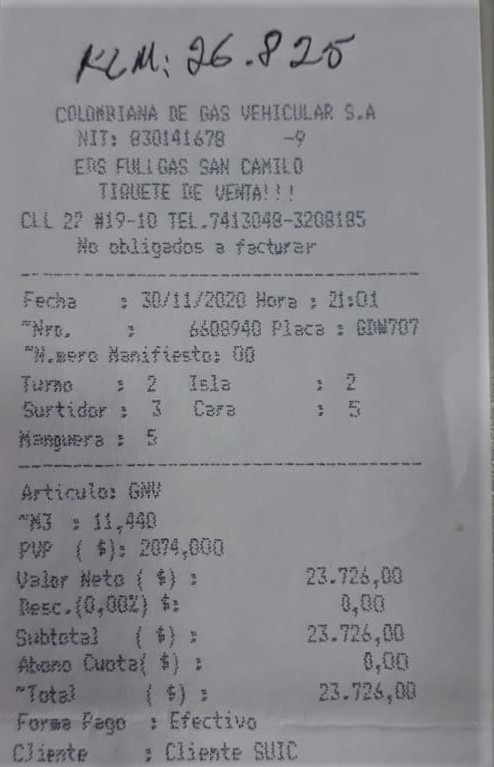 KLM: 26.825
COLOMBIANA DE GAS VEHICULAR S.A
NIT: 830141678 -9
EDS FULLGAS SAN CAMILO
TIQUETE DE VENTA!!!
CLL 22 #19-10 TEL.7413048-3208185
No obligados a facturar
Fecha : 30/11/2020 Hora : 21:01
~Nro. : 6608940 Placa : GDW707
~N.mero Manifiesto: 00
Turno : 2 Isla : 2
Surtidor : 3 Cara : 5
Manguera : 5
Articulo: GNV
~M3 : 11,440
PVP ( $): 2074,000
Valor Neto ( $) : 23.726,00
Desc.(0,00%) $: 0,00
Subtotal ( $) : 23.726,00
Abono Cuota( $) : 0,00
~Total ( $) : 23.726,00
Forma Pago : Efectivo
Cliente : Cliente SUIC